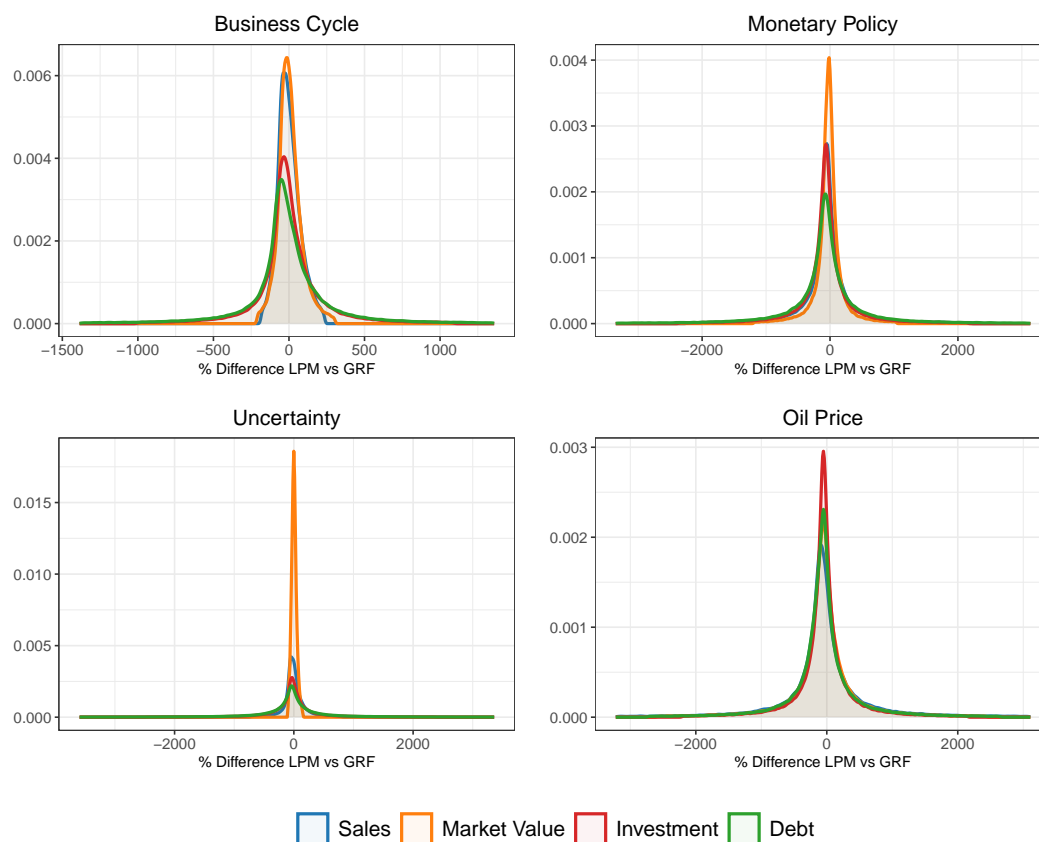 Business Cycle
0.006
0.004
0.002
0.000
−1500 −1000 −500 0 500 1000
% Difference LPM vs GRF
Monetary Policy
0.004
0.003
0.002
0.001
0.000
−2000 0 2000
% Difference LPM vs GRF
Uncertainty
0.015
0.010
0.005
0.000
−2000 0 2000
% Difference LPM vs GRF
Oil Price
0.003
0.002
0.001
0.000
−2000 0 2000
% Difference LPM vs GRF
Sales Market Value Investment Debt